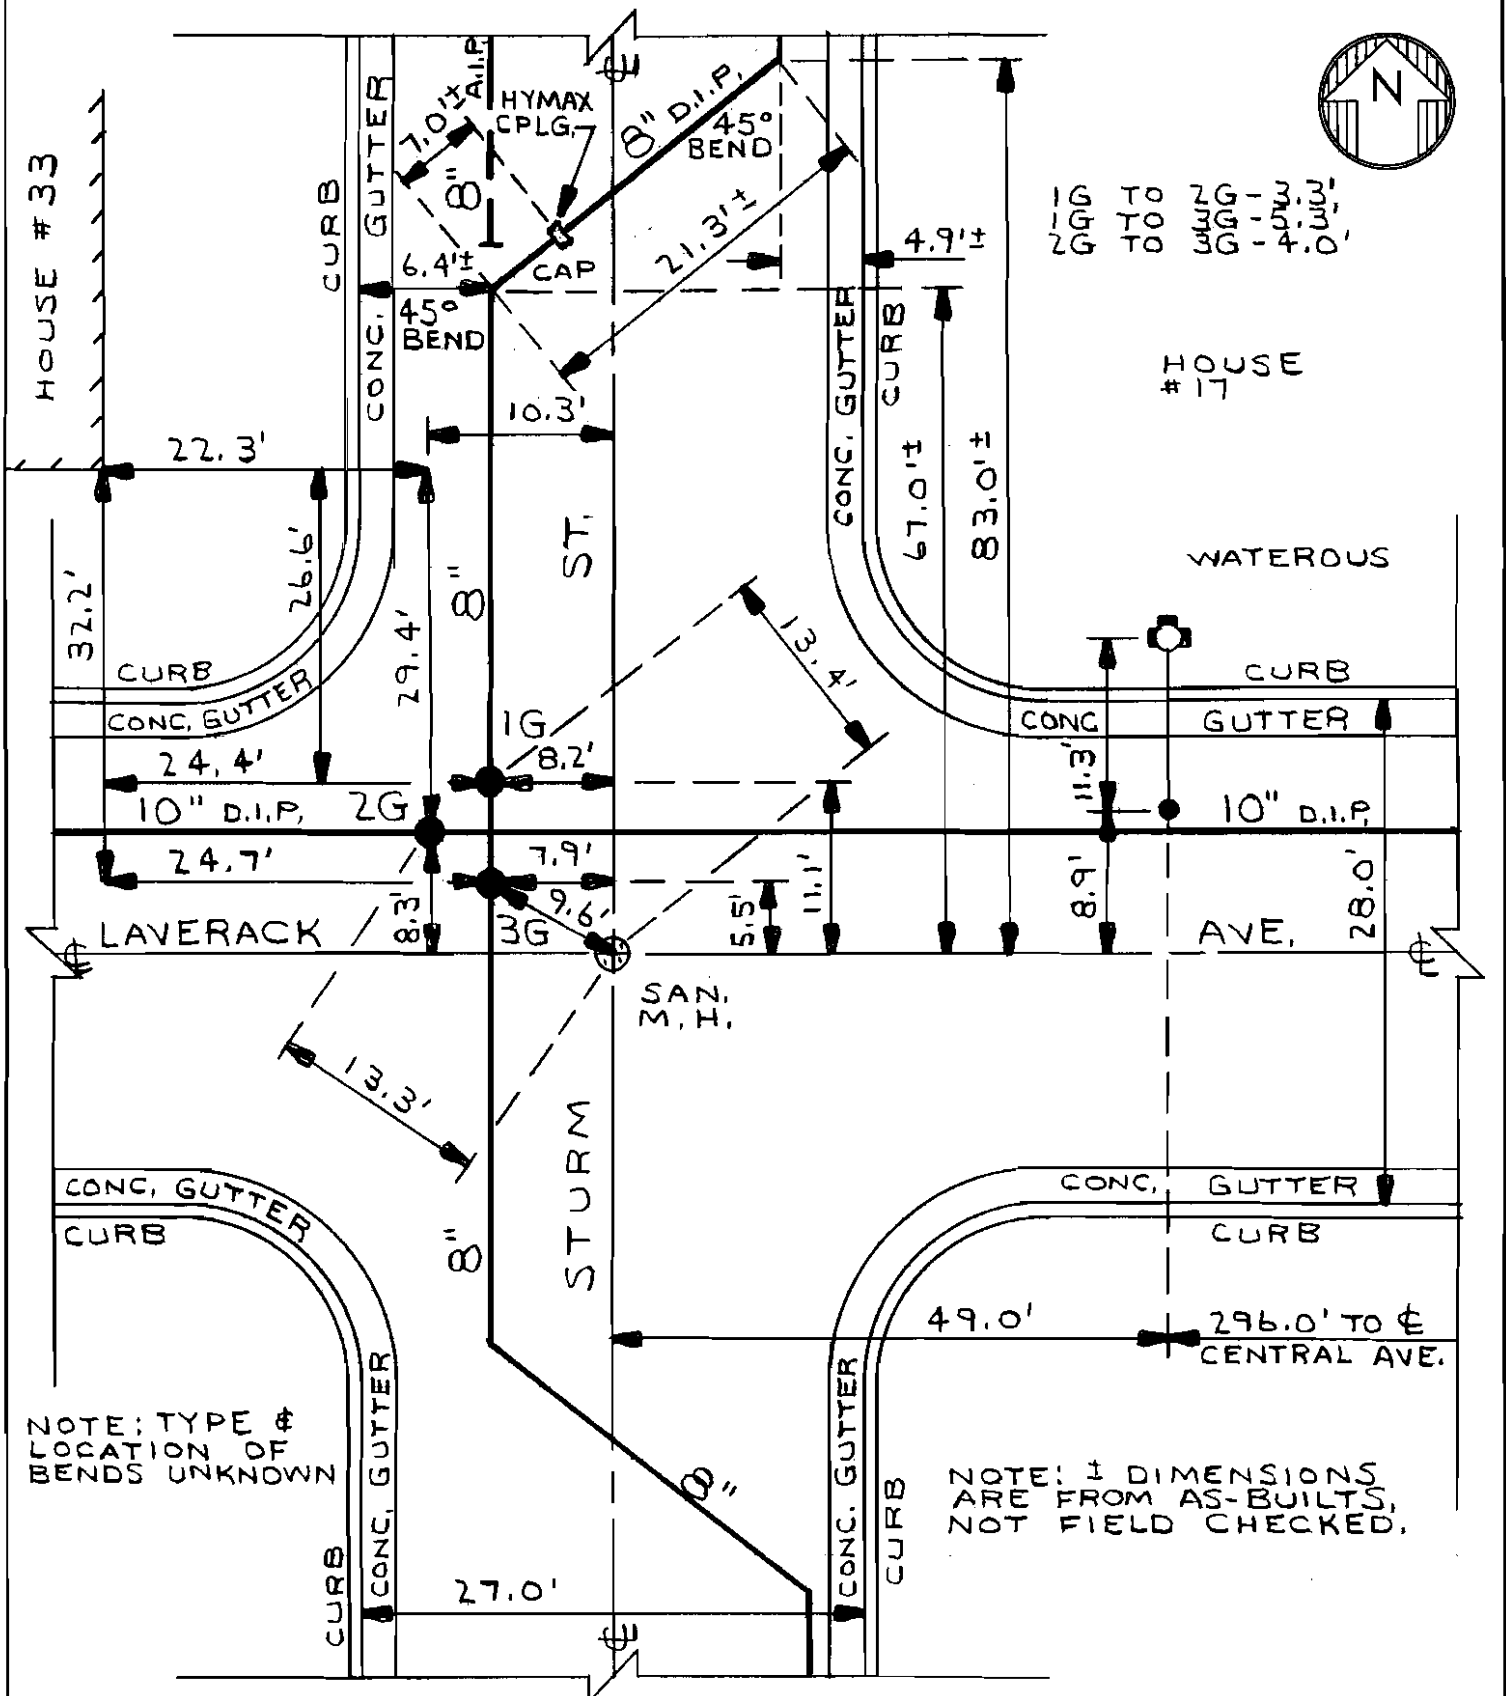 A.I.P.
℄
HYMAX
CPLG.
7.0'±
8"
8" D.I.P.
45°
BEND
N
HOUSE #33
CURB
CONC. GUTTER
1G TO 2G-3.3'
1G TO 3G-5.3'
2G TO 3G-4.0'
21.3'±
4.9'±
6.4'±
CAP
45°
BEND
CONC. GUTTER
CURB
HOUSE
#17
10.3'
22.3'
67.0'±
83.0'±
26.6'
32.2'
29.4'
8"
ST.
WATEROUS
13.4'
CURB
CONC. GUTTER
CURB
CONC GUTTER
1G
8.2'
24.4'
11.3'
10" D.I.P.
2G
10" D.I.P.
24.7'
7.9'
8.3'
9.6'
3G
5.5'
11.1'
8.9'
28.0'
LAVERACK
AVE.
℄
℄
SAN.
M.H.
13.3'
STURM
8"
CONC. GUTTER
CURB
CONC. GUTTER
CURB
49.0'
296.0' TO ℄
CENTRAL AVE.
NOTE: TYPE &
LOCATION OF
BENDS UNKNOWN
CURB
CONC. GUTTER
8"
CONC. GUTTER
CURB
NOTE: ± DIMENSIONS
ARE FROM AS-BUILTS,
NOT FIELD CHECKED.
27.0'
℄